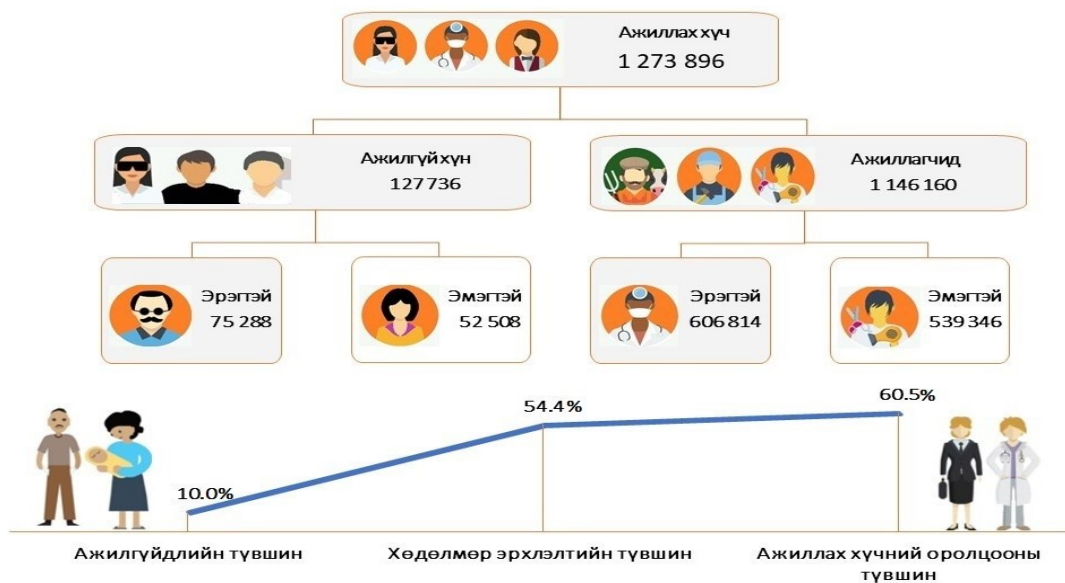 Ажиллах хүч
1 273 896
Ажилгүй хүн
127 736
Ажиллагчид
1 146 160
Эрэгтэй
75 288
Эмэгтэй
52 508
Эрэгтэй
606 814
Эмэгтэй
539 346
10.0%
54.4%
60.5%
Ажилгүйдлийн түвшин
Хөдөлмөр эрхлэлтийн түвшин
Ажиллах хүчний оролцооны
түвшин